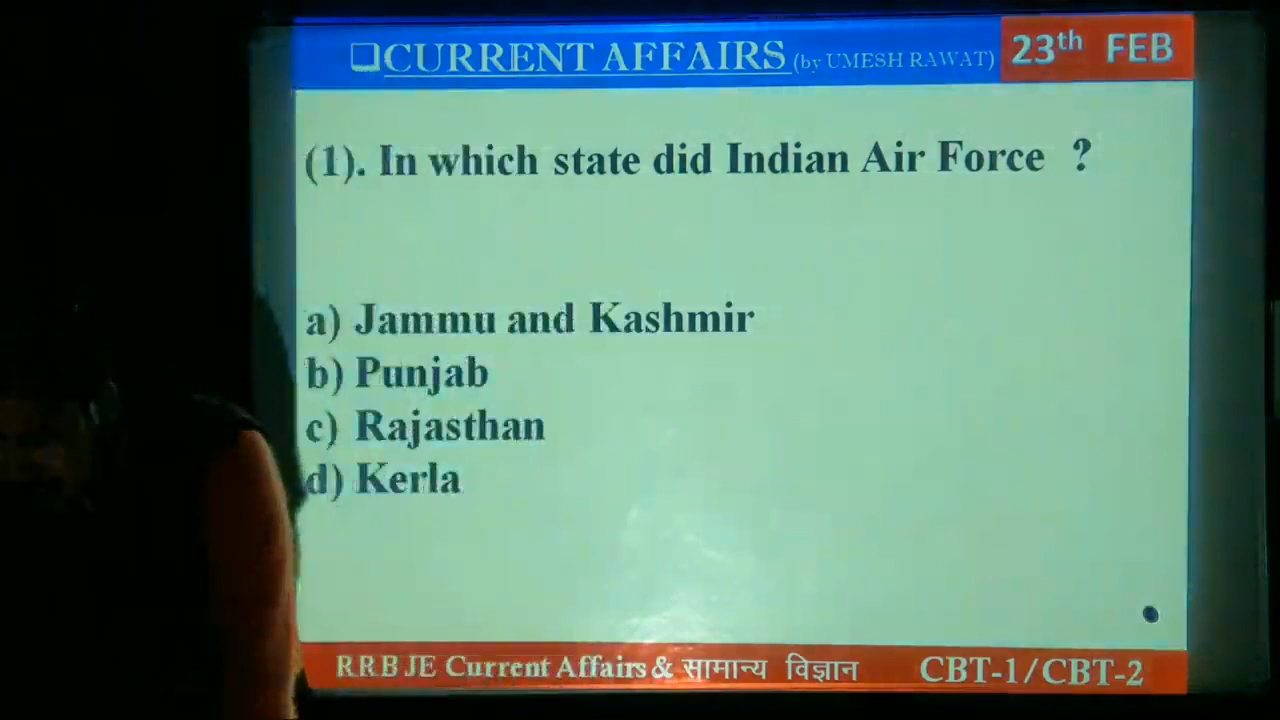 ❑CURRENT AFFAIRS (by UMESH RAWAT) 23th FEB
(1). In which state did Indian Air Force ?
a) Jammu and Kashmir
b) Punjab
c) Rajasthan
d) Kerla
RRB JE Current Affairs & सामान्य विज्ञान CBT-1/CBT-2